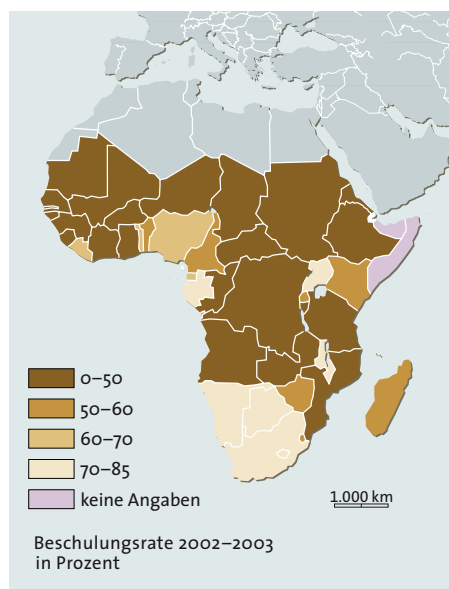 0–50
50–60
60–70
70–85
keine Angaben
1.000 km
Beschulungsrate 2002–2003
in Prozent